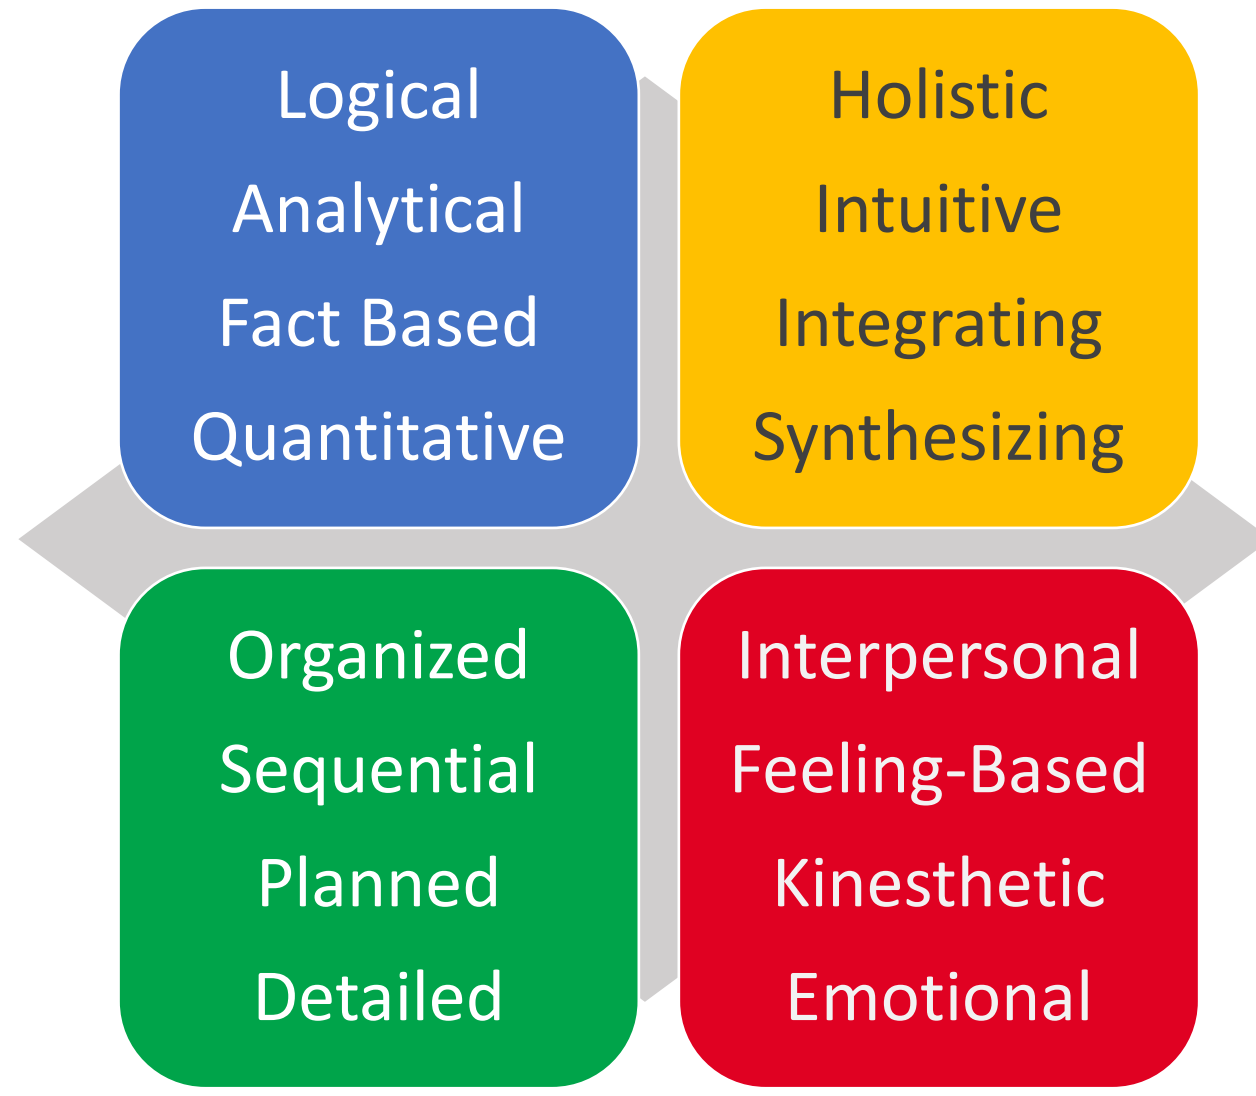 Logical
Analytical
Fact Based
Quantitative
Holistic
Intuitive
Integrating
Synthesizing
Organized
Sequential
Planned
Detailed
Interpersonal
Feeling-Based
Kinesthetic
Emotional